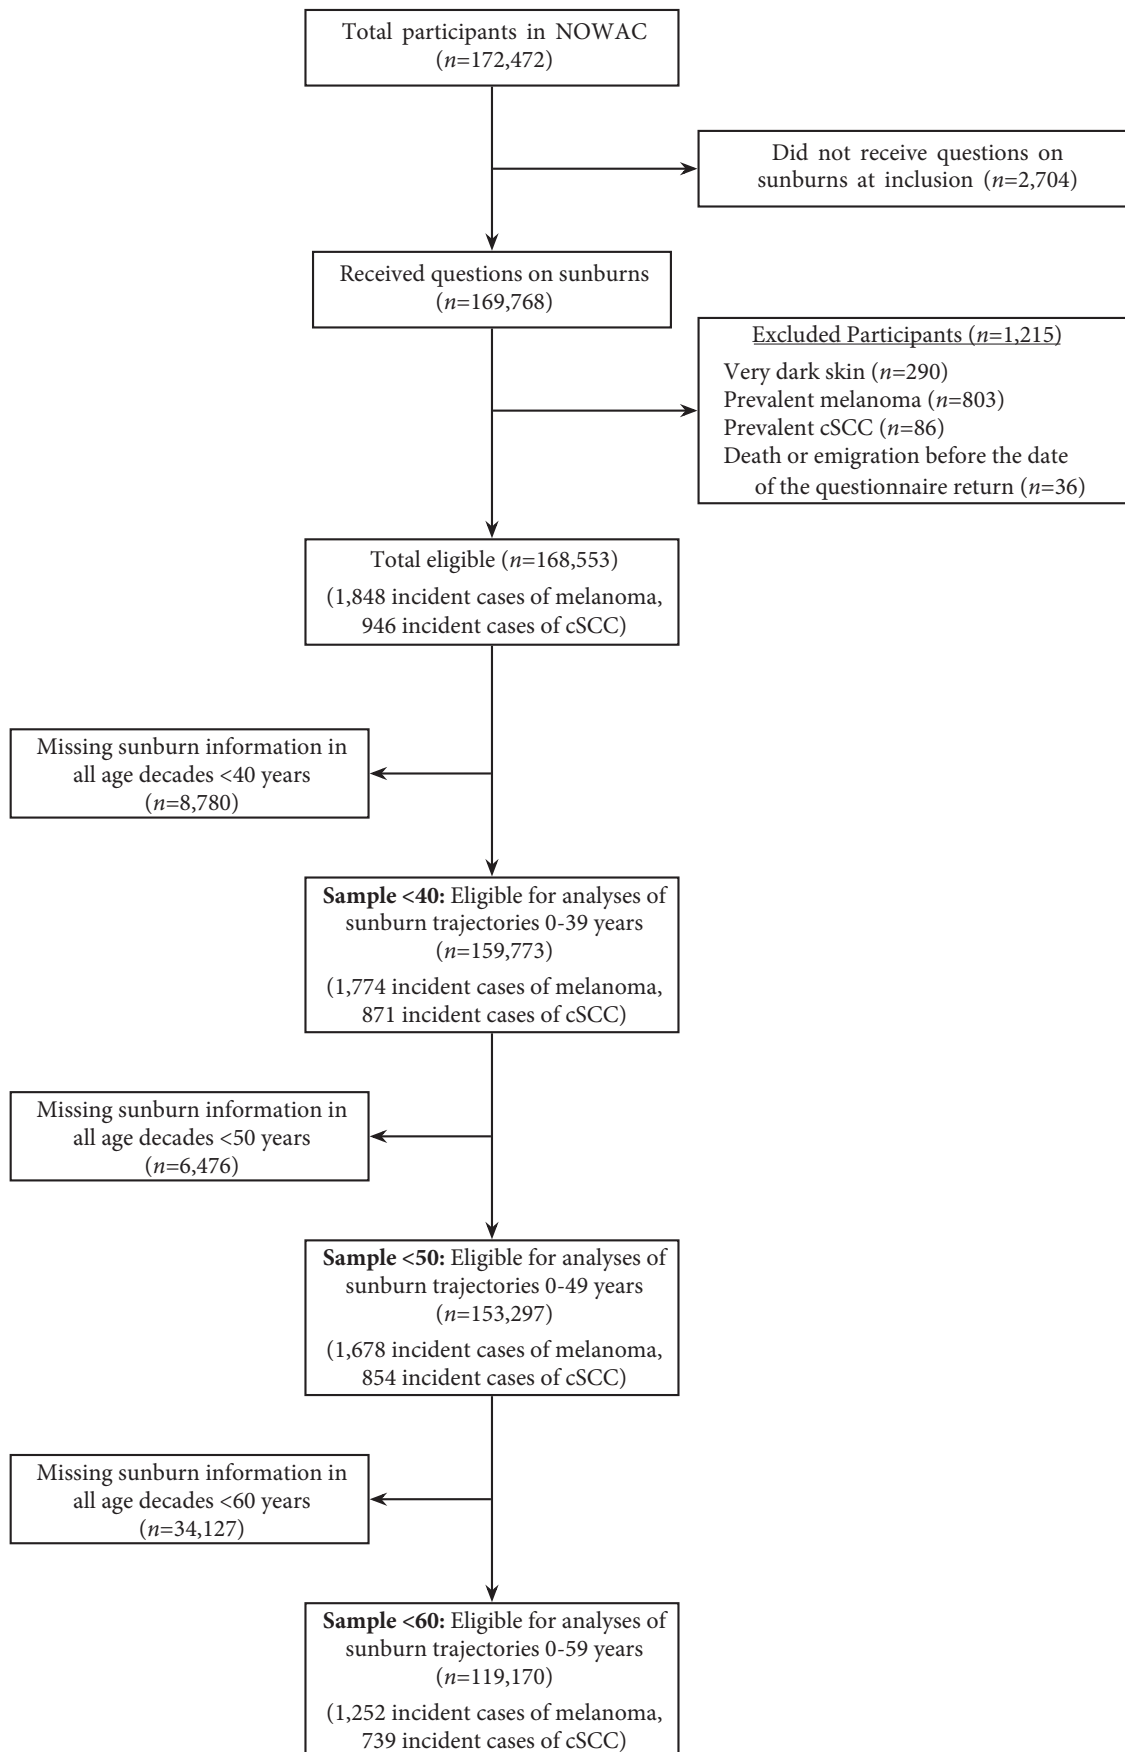 Total participants in NOWAC
(n=172,472)
Did not receive questions on
sunburns at inclusion (n=2,704)
Received questions on sunburns
(n=169,768)
Excluded Participants (n=1,215)
Very dark skin (n=290)
Prevalent melanoma (n=803)
Prevalent cSCC (n=86)
Death or emigration before the date
of the questionnaire return (n=36)
Total eligible (n=168,553)
(1,848 incident cases of melanoma,
946 incident cases of cSCC)
Missing sunburn information in
all age decades <40 years
(n=8,780)
Sample <40: Eligible for analyses of
sunburn trajectories 0-39 years
(n=159,773)
(1,774 incident cases of melanoma,
871 incident cases of cSCC)
Missing sunburn information in
all age decades <50 years
(n=6,476)
Sample <50: Eligible for analyses of
sunburn trajectories 0-49 years
(n=153,297)
(1,678 incident cases of melanoma,
854 incident cases of cSCC)
Missing sunburn information in
all age decades <60 years
(n=34,127)
Sample <60: Eligible for analyses of
sunburn trajectories 0-59 years
(n=119,170)
(1,252 incident cases of melanoma,
739 incident cases of cSCC)